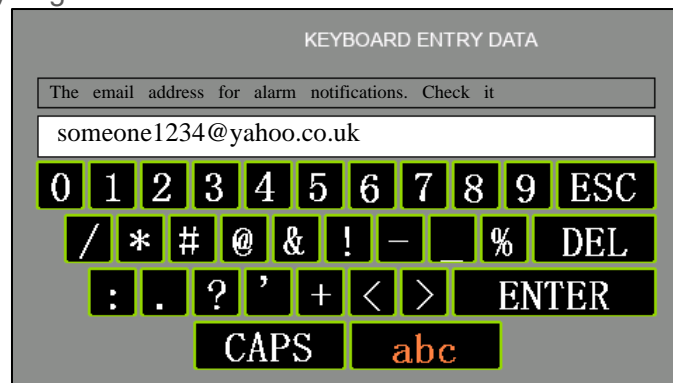 KEYBOARD ENTRY DATA
The email address for alarm notifications. Check it
someone1234@yahoo.co.uk
0 1 2 3 4 5 6 7 8 9 ESC
/ * # @ & ! - _ % DEL
: . ? ' + < > ENTER
CAPS abc